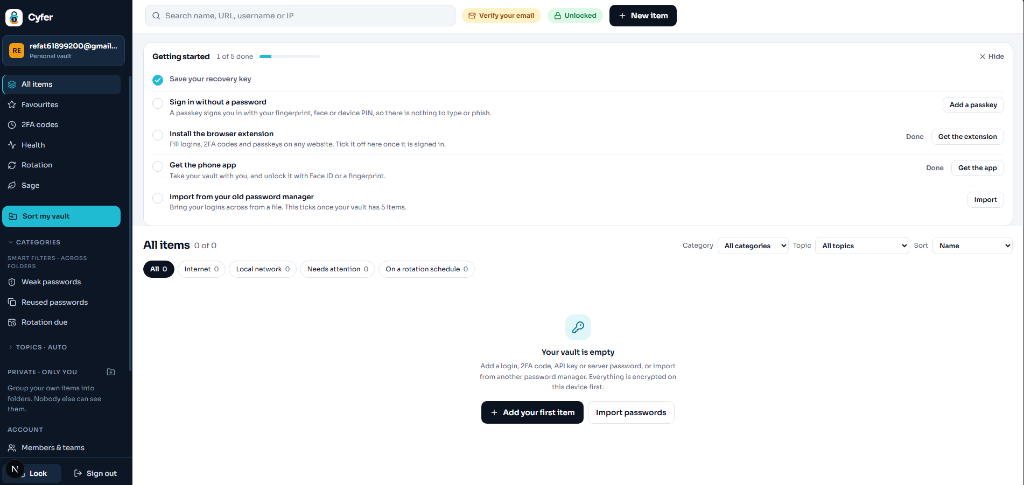 Cyfer
RE
refat61899200@gmail...
Personal vault
All items
Favourites
2FA codes
Health
Rotation
Sage
Sort my vault
CATEGORIES
SMART FILTERS · ACROSS
FOLDERS
Weak passwords
Reused passwords
Rotation due
TOPICS · AUTO
PRIVATE · ONLY YOU
Group your own items into
folders. Nobody else can see
them.
ACCOUNT
Members & teams
N
Lock
Sign out
Search name, URL, username or IP
Verify your email
Unlocked
+ New item
Getting started 1 of 5 done
Hide
Save your recovery key
Sign in without a password
A passkey signs you in with your fingerprint, face or device PIN, so there is nothing to type or phish.
Add a passkey
Install the browser extension
Fill logins, 2FA codes and passkeys on any website. Tick it off here once it is signed in.
Done Get the extension
Get the phone app
Take your vault with you, and unlock it with Face ID or a fingerprint.
Done Get the app
Import from your old password manager
Bring your logins across from a file. This ticks once your vault has 5 items.
Import
All items 0 of 0
Category All categories Topic All topics Sort Name
All 0 Internet 0 Local network 0 Needs attention 0 On a rotation schedule 0
Your vault is empty
Add a login, 2FA code, API key or server password, or import
from another password manager. Everything is encrypted on
this device first.
+ Add your first item
Import passwords